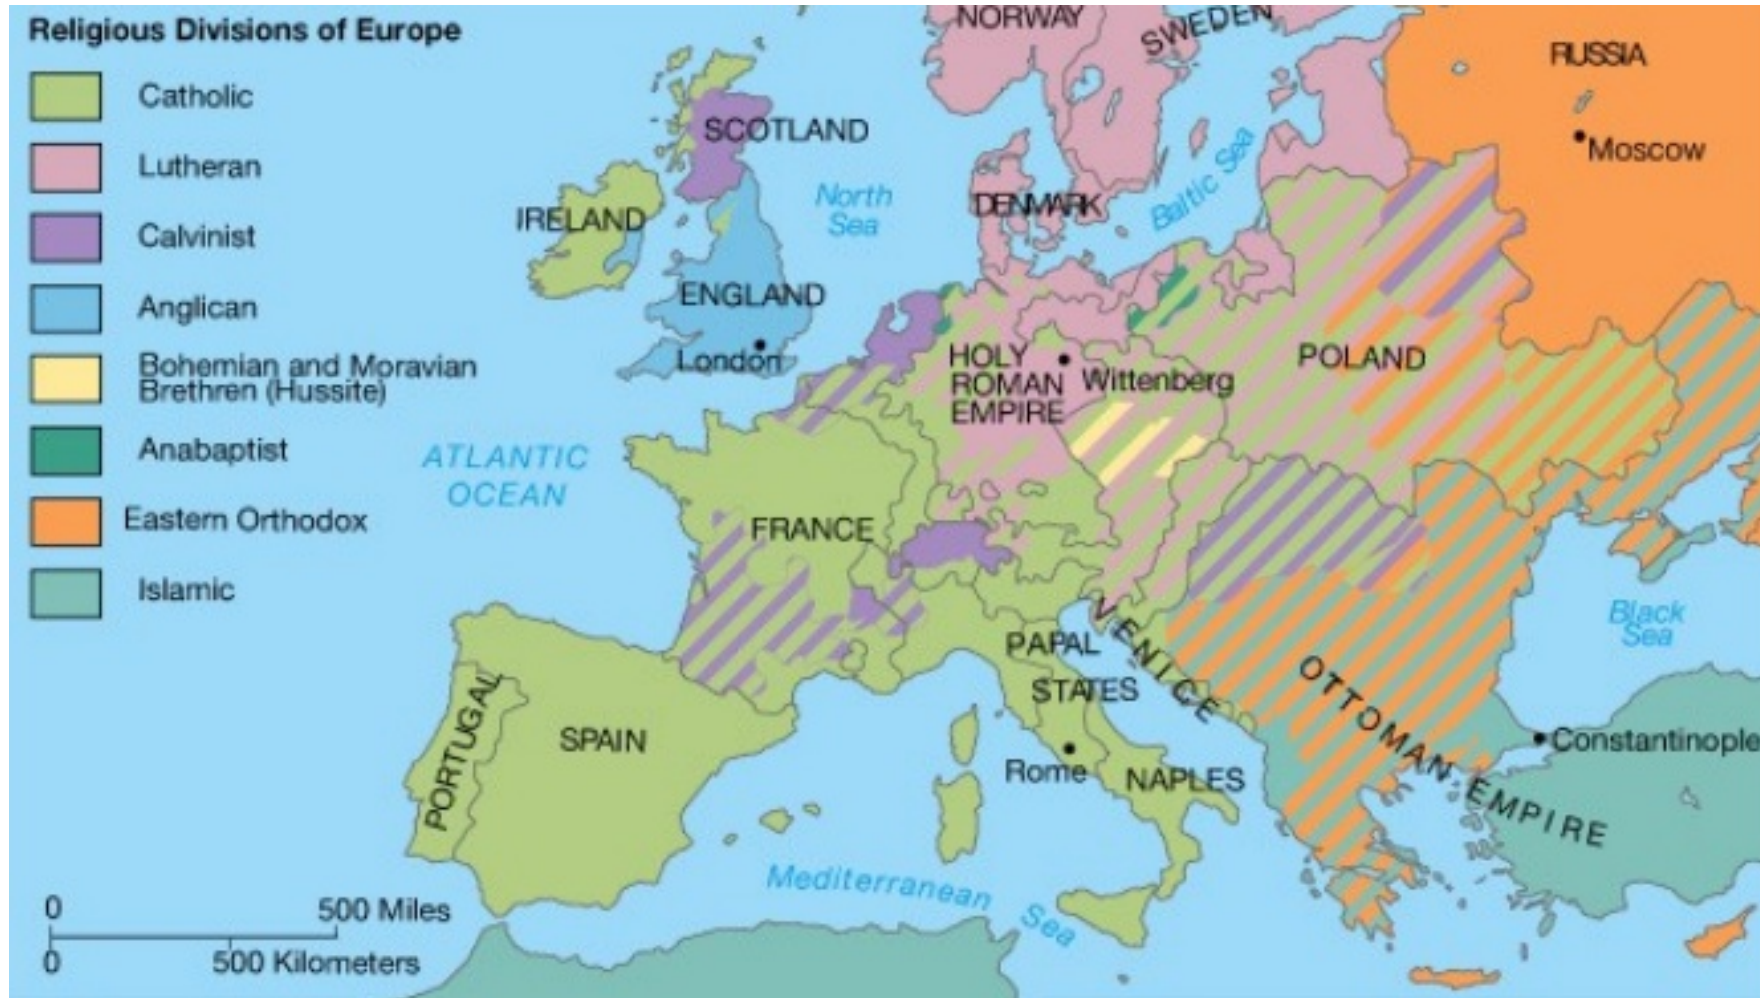 Religious Divisions of Europe
Catholic
Lutheran
Calvinist
Anglican
Bohemian and Moravian
Brethren (Hussite)
Anabaptist
Eastern Orthodox
Islamic
NORWAY
SWEDEN
RUSSIA
Moscow
SCOTLAND
North
Sea
Baltic Sea
IRELAND
DENMARK
ENGLAND
London
HOLY
ROMAN
EMPIRE
Wittenberg
POLAND
ATLANTIC
OCEAN
FRANCE
Black
Sea
VENICE
PAPAL
STATES
OTTOMAN EMPIRE
PORTUGAL
SPAIN
Constantinople
Rome
NAPLES
Mediterranean
Sea
0
500 Miles
0
500 Kilometers